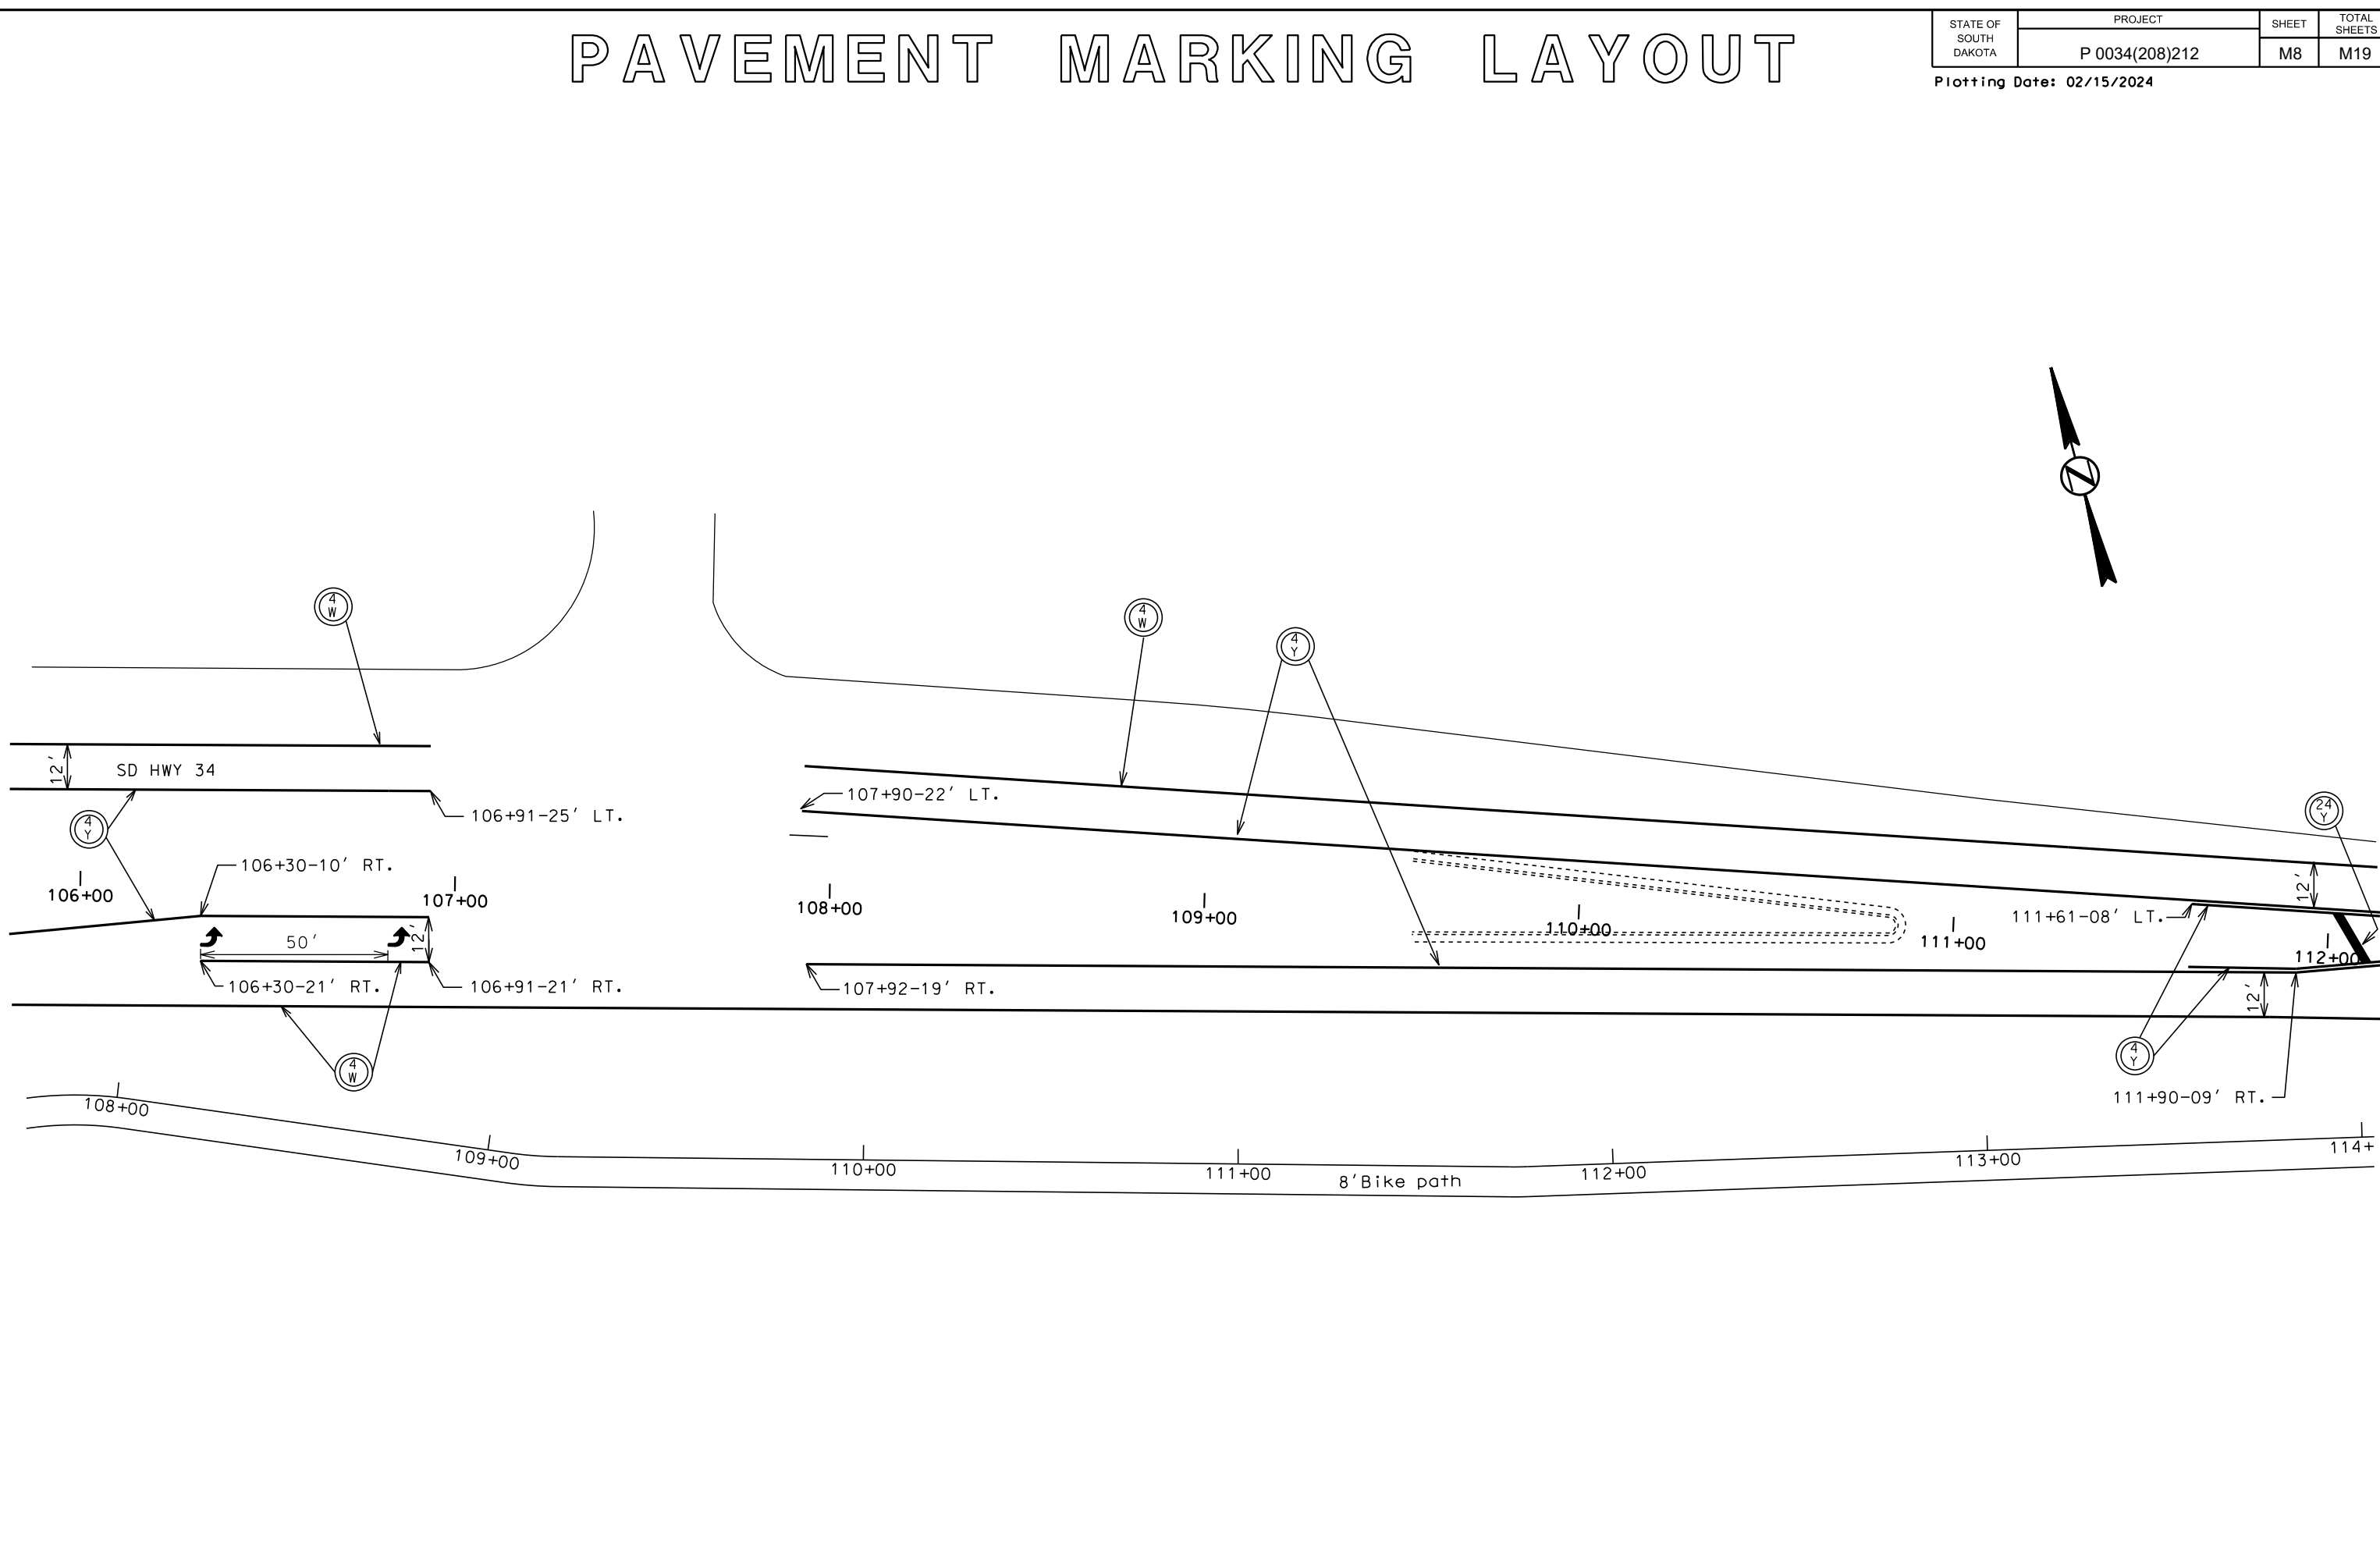 PAVEMENT MARKING LAYOUT
STATE OF
SOUTH
DAKOTA
PROJECT
P 0034(208)212
SHEET
M8
TOTAL
SHEETS
M19
Plotting Date: 02/15/2024
N
4
W
4
W
4
Y
12'
SD HWY 34
107+90-22' LT.
106+91-25' LT.
24
Y
4
Y
106+30-10' RT.
106+00
107+00
108+00
109+00
110+00
111+00
112+00
12'
111+61-08' LT.
50'
12'
106+30-21' RT.
106+91-21' RT.
107+92-19' RT.
12'
4
W
4
Y
111+90-09' RT.
108+00
109+00
110+00
111+00
8'Bike path
112+00
113+00
114+